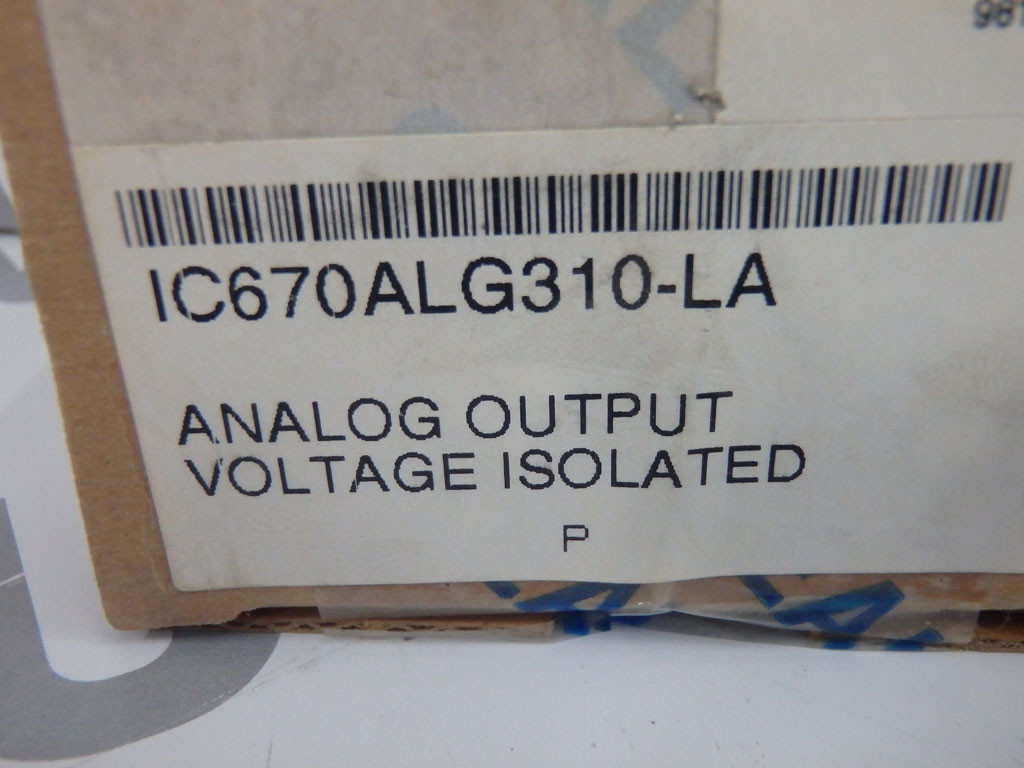 IC670ALG310-LA
ANALOG OUTPUT
VOLTAGE ISOLATED
P